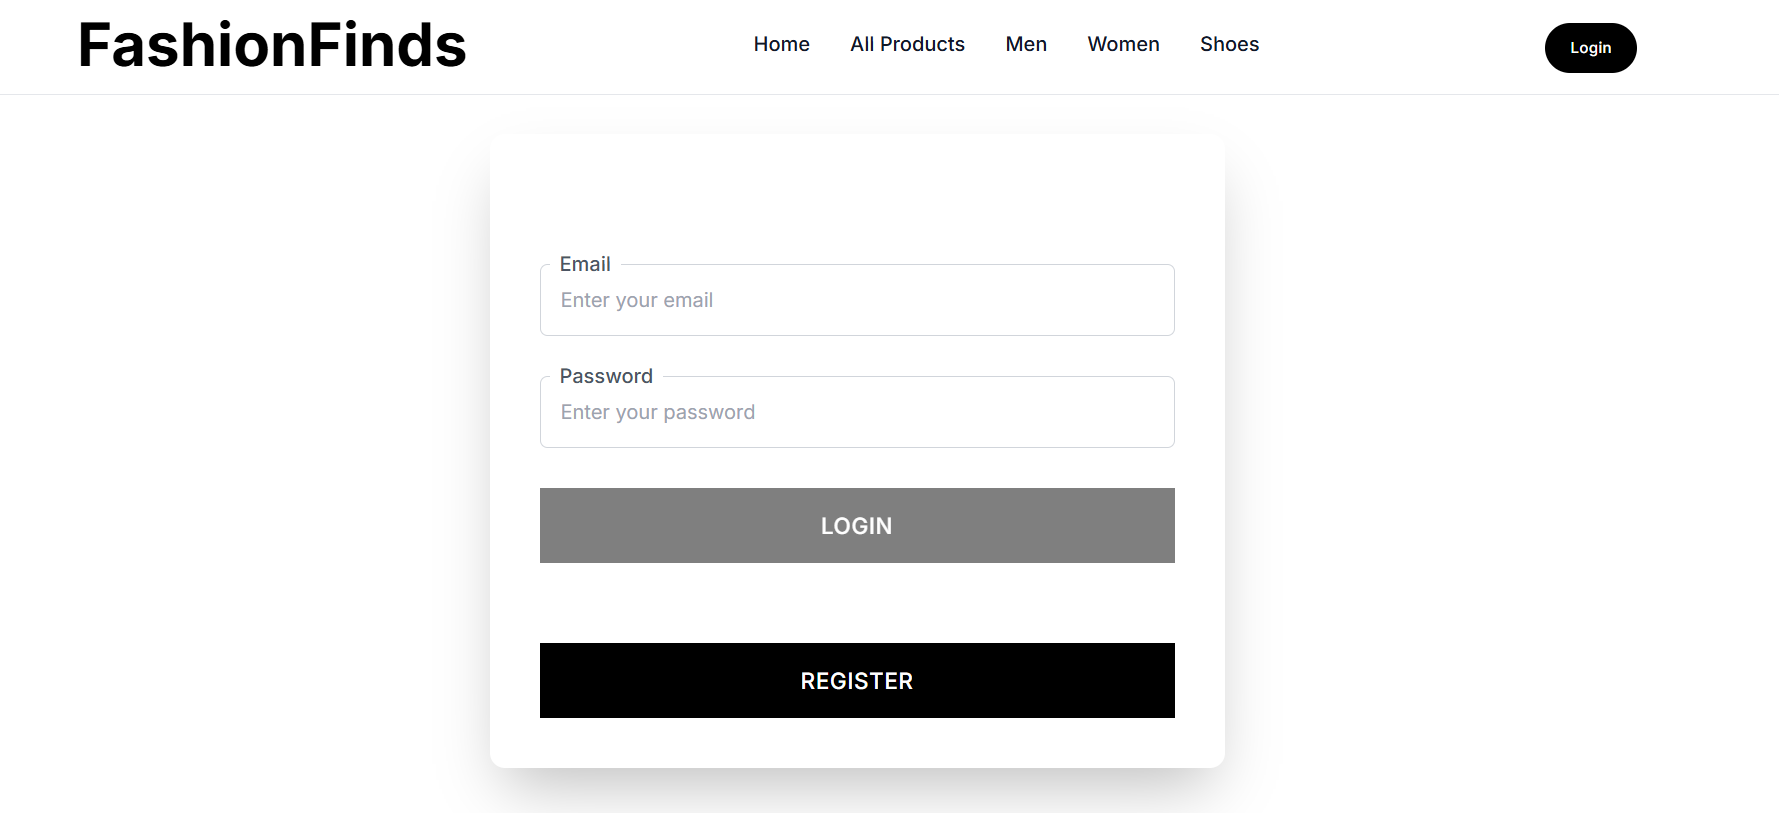 FashionFinds
Home All Products Men Women Shoes
Login
Email
Enter your email
Password
Enter your password
LOGIN
REGISTER